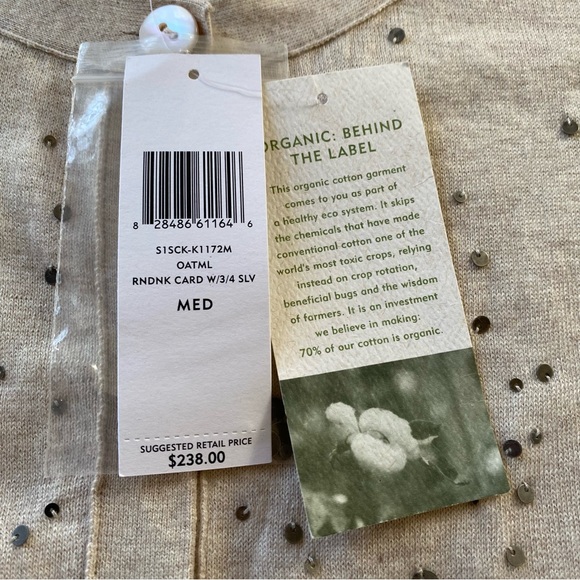 8 28486 61164 6
S1SCK-K1172M
OATML
RNDNK CARD W/3/4 SLV
MED
SUGGESTED RETAIL PRICE
$238.00
ORGANIC: BEHIND
THE LABEL
This organic cotton garment
comes to you as part of
a healthy eco system. It skips
the chemicals that have made
conventional cotton one of the
world's most toxic crops, relying
instead on crop rotation,
beneficial bugs and the wisdom
of farmers. It is an investment
we believe in making:
70% of our cotton is organic.